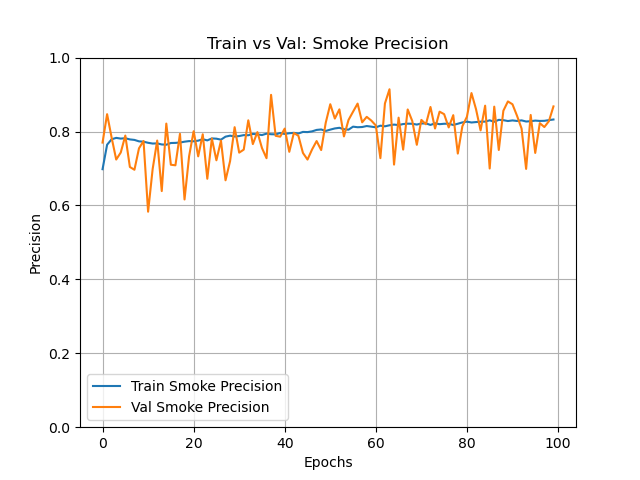 Train vs Val: Smoke Precision
1.0
0.8
0.6
0.4
0.2
0.0
Precision
Train Smoke Precision
Val Smoke Precision
0 20 40 60 80 100
Epochs